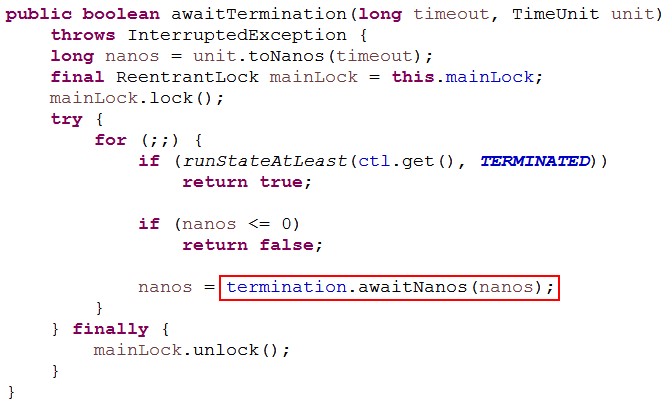 public boolean awaitTermination(long timeout, TimeUnit unit)
    throws InterruptedException {
    long nanos = unit.toNanos(timeout);
    final ReentrantLock mainLock = this.mainLock;
    mainLock.lock();
    try {
        for (;;) {
            if (runStateAtLeast(ctl.get(), TERMINATED))
                return true;

            if (nanos <= 0)
                return false;

            nanos = termination.awaitNanos(nanos);
        }
    } finally {
        mainLock.unlock();
    }
}